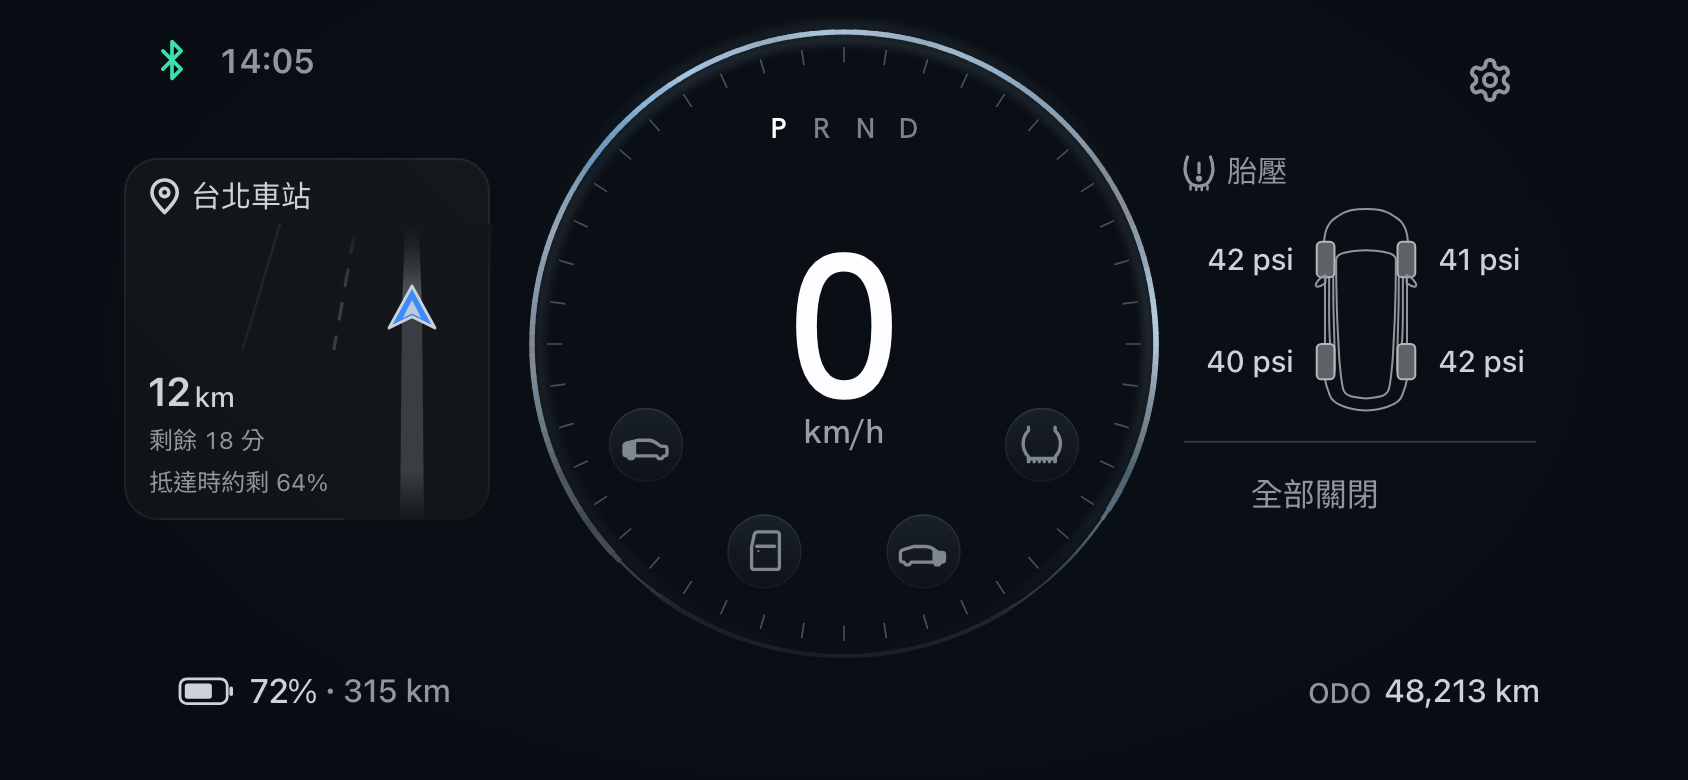 14:05
台北車站
12 km
剩餘 18 分
抵達時約剩 64%
72% · 315 km
P R N D
0
km/h
胎壓
42 psi
41 psi
40 psi
42 psi
全部關閉
ODO 48,213 km